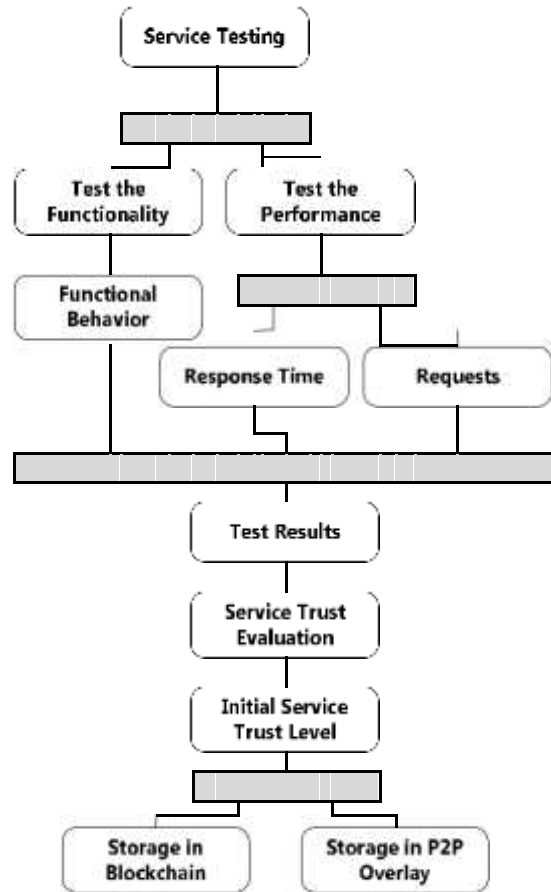 Service Testing
Test the
Functionality
Test the
Performance
Functional
Behavior
Response Time
Requests
Test Results
Service Trust
Evaluation
Initial Service
Trust Level
Storage in
Blockchain
Storage in P2P
Overlay